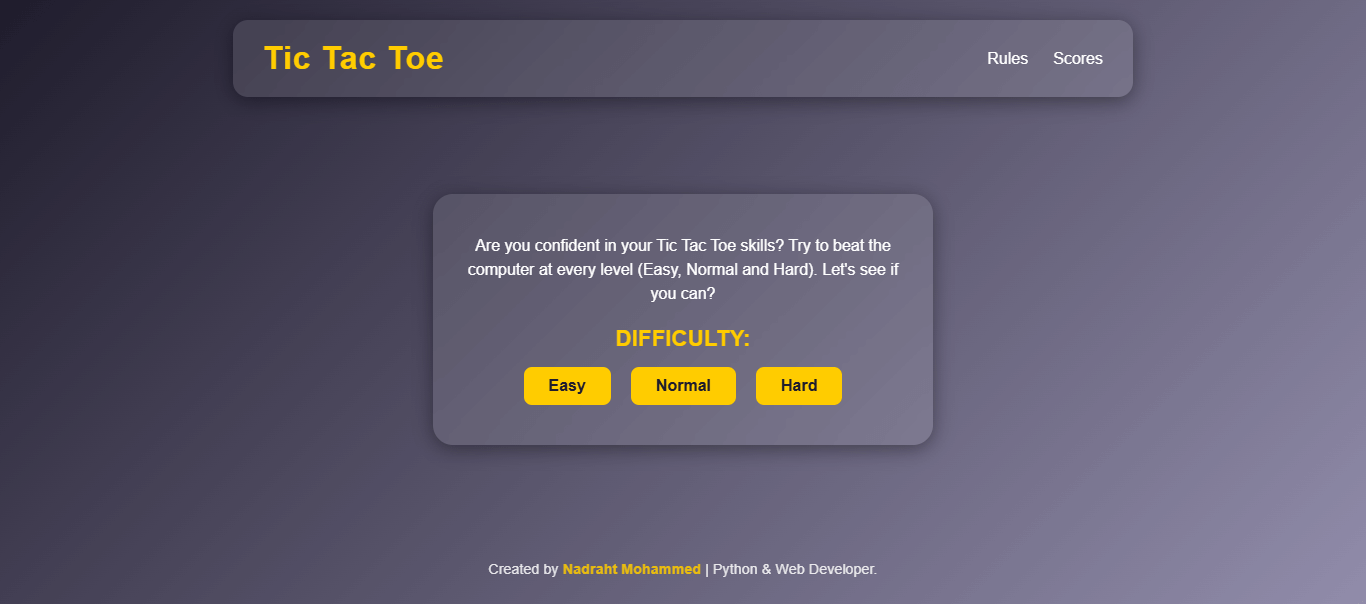 Tic Tac Toe
Rules
Scores
Are you confident in your Tic Tac Toe skills? Try to beat the
computer at every level (Easy, Normal and Hard). Let's see if
you can?
DIFFICULTY:
Easy
Normal
Hard
Created by Nadraht Mohammed | Python & Web Developer.